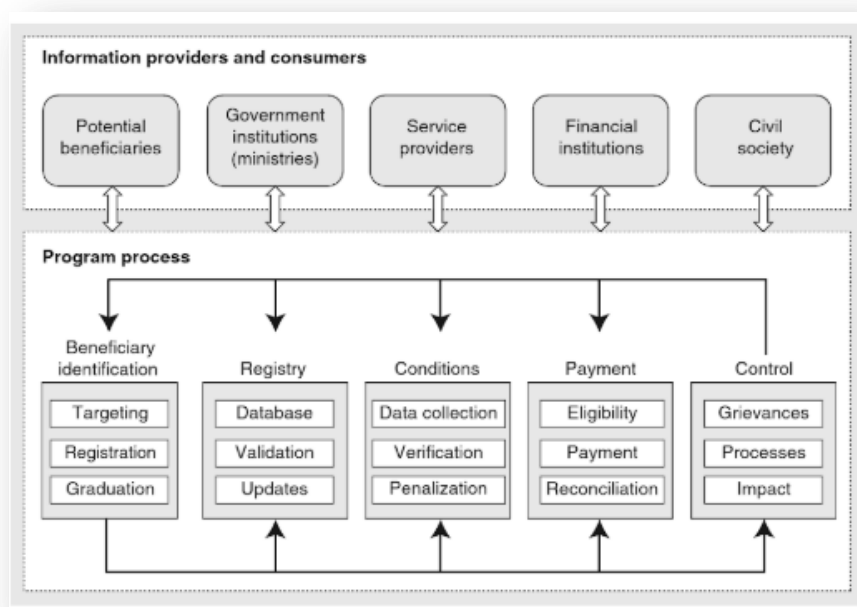 Information providers and consumers
Potential
beneficiaries
Government
institutions
(ministries)
Service
providers
Financial
institutions
Civil
society
Program process
Beneficiary
identification
Registry
Conditions
Payment
Control
Targeting
Database
Data collection
Eligibility
Grievances
Registration
Validation
Verification
Payment
Processes
Graduation
Updates
Penalization
Reconciliation
Impact